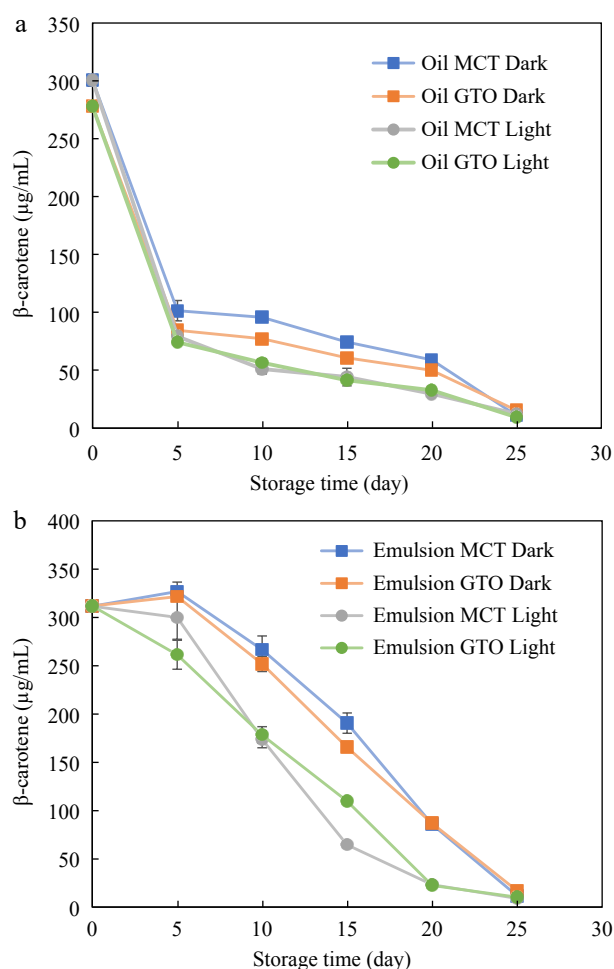 a
350
300
250
200
150
100
50
0
β-carotene (μg/mL)
Oil MCT Dark
Oil GTO Dark
Oil MCT Light
Oil GTO Light
0 5 10 15 20 25 30
Storage time (day)
b
400
350
300
250
200
150
100
50
0
β-carotene (μg/mL)
Emulsion MCT Dark
Emulsion GTO Dark
Emulsion MCT Light
Emulsion GTO Light
0 5 10 15 20 25 30
Storage time (day)